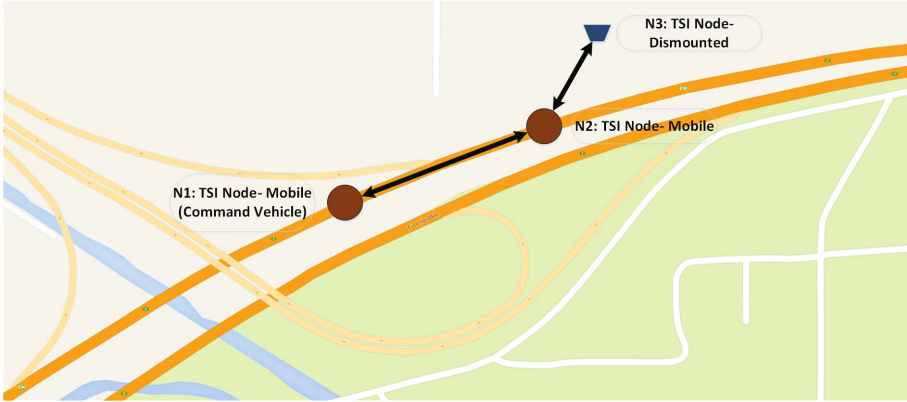 N3: TSI Node-
Dismounted
N2: TSI Node- Mobile
N1: TSI Node- Mobile
(Command Vehicle)